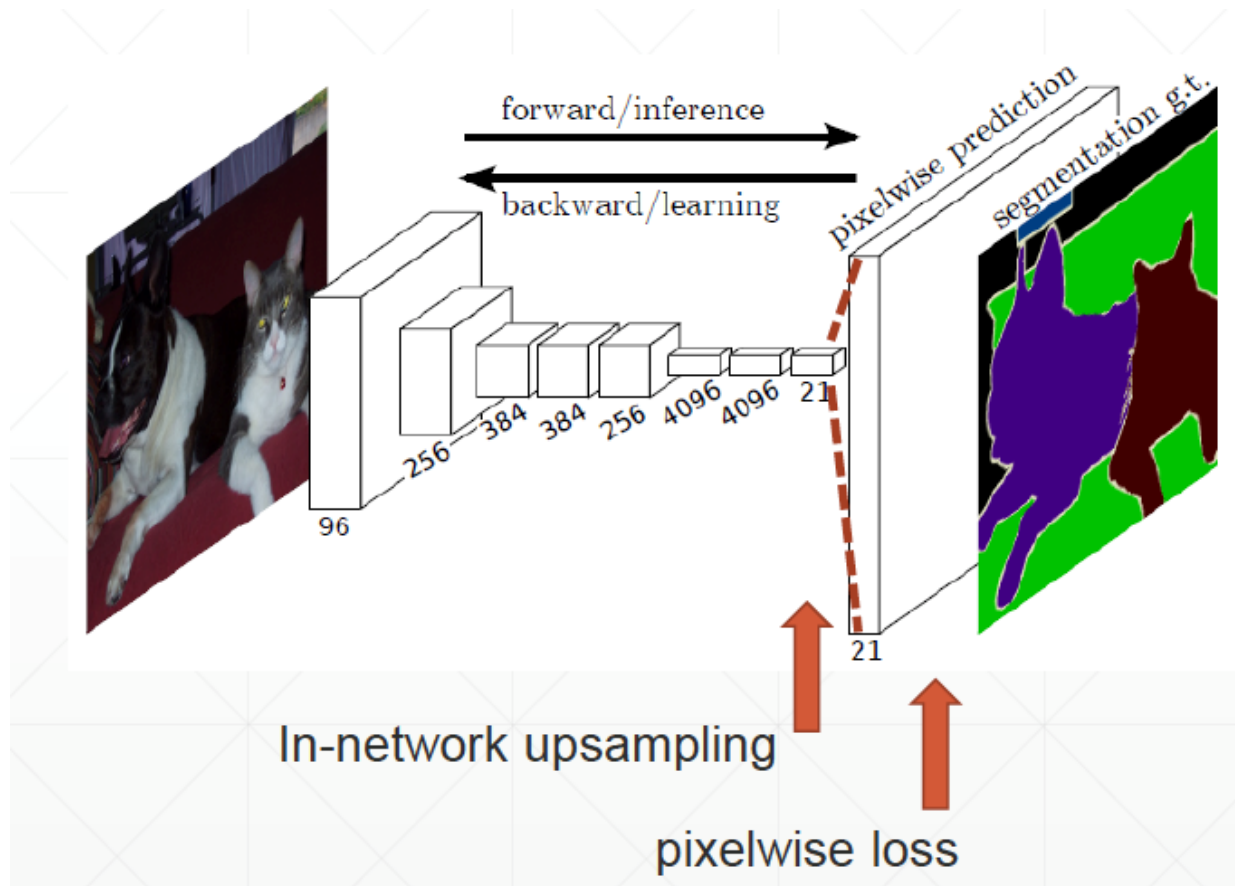 forward/inference
backward/learning
pixelwise prediction
segmentation g.t.
96
256
384
384
256
4096
4096
21
21
In-network upsampling
pixelwise loss